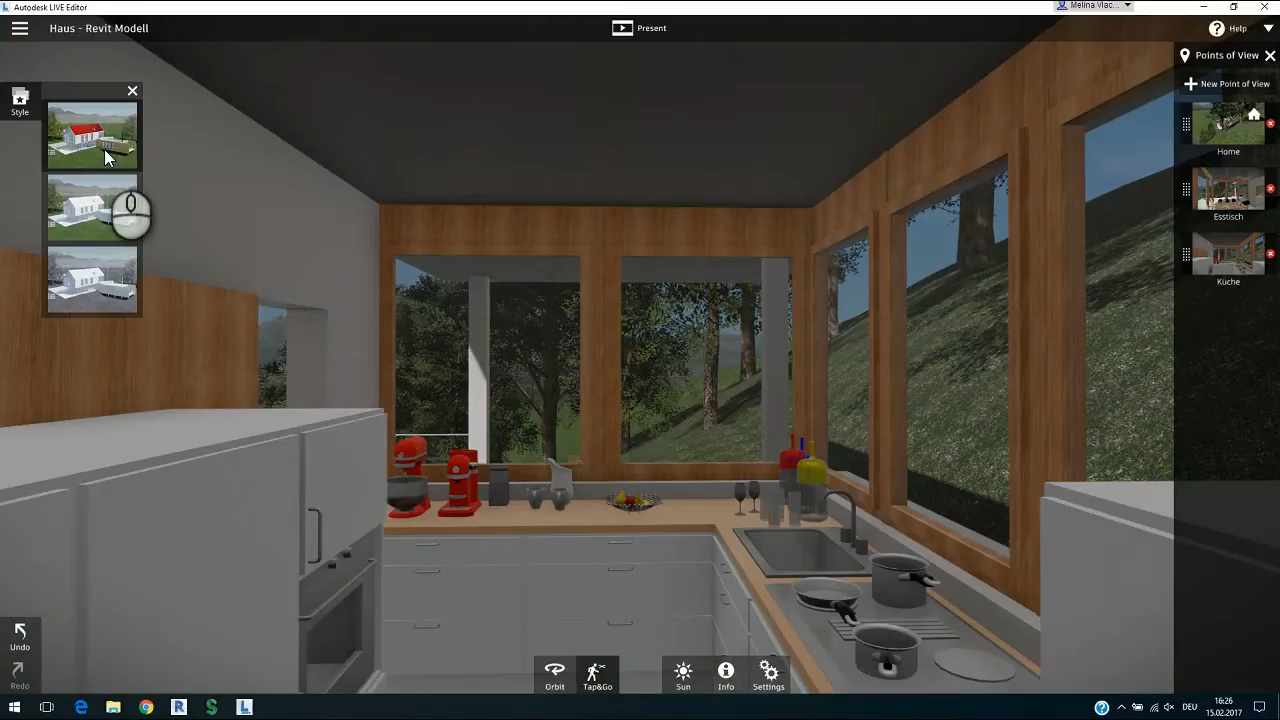 Autodesk LIVE Editor
Melina Vlac...
Haus - Revit Modell
Present
Help
Points of View
New Point of View
Style
Home
Esstisch
Küche
Undo
Redo
Orbit
Tap&Go
Sun
Info
Settings
DEU
16:26
15.02.2017